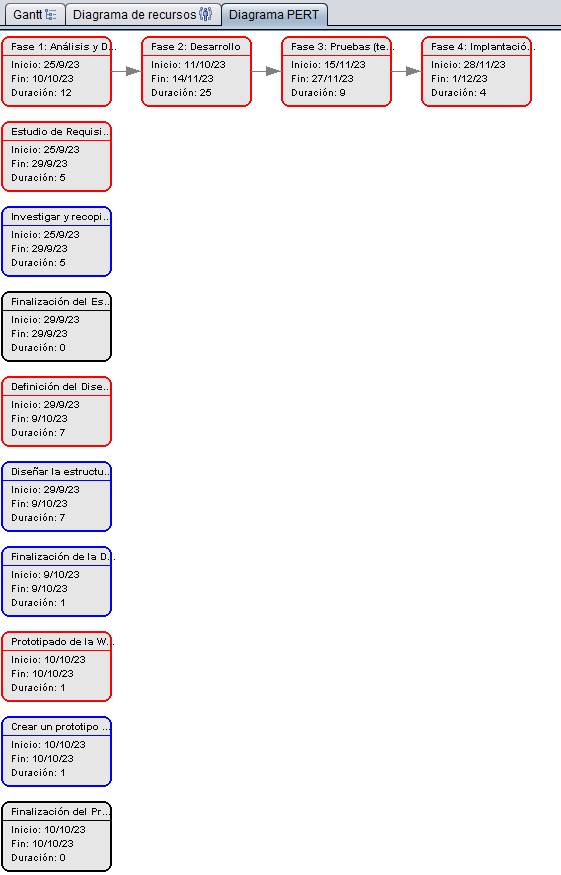 Gantt
Diagrama de recursos
Diagrama PERT
Fase 1: Análisis y D...
Inicio: 25/9/23
Fin: 10/10/23
Duración: 12
Fase 2: Desarrollo
Inicio: 11/10/23
Fin: 14/11/23
Duración: 25
Fase 3: Pruebas (te...
Inicio: 15/11/23
Fin: 27/11/23
Duración: 9
Fase 4: Implantació...
Inicio: 28/11/23
Fin: 1/12/23
Duración: 4
Estudio de Requisi...
Inicio: 25/9/23
Fin: 29/9/23
Duración: 5
Investigar y recopi...
Inicio: 25/9/23
Fin: 29/9/23
Duración: 5
Finalización del Es...
Inicio: 29/9/23
Fin: 29/9/23
Duración: 0
Definición del Dise...
Inicio: 29/9/23
Fin: 9/10/23
Duración: 7
Diseñar la estructu...
Inicio: 29/9/23
Fin: 9/10/23
Duración: 7
Finalización de la D...
Inicio: 9/10/23
Fin: 9/10/23
Duración: 1
Prototipado de la W...
Inicio: 10/10/23
Fin: 10/10/23
Duración: 1
Crear un prototipo ...
Inicio: 10/10/23
Fin: 10/10/23
Duración: 1
Finalización del Pr...
Inicio: 10/10/23
Fin: 10/10/23
Duración: 0